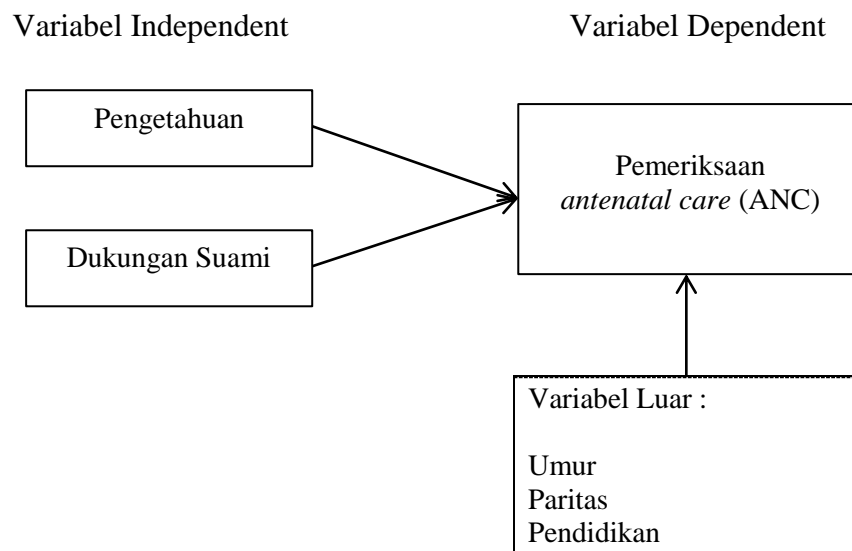 Variabel Independent
Variabel Dependent
Pengetahuan
Pemeriksaan
antenatal care (ANC)
Dukungan Suami
Variabel Luar :
Umur
Paritas
Pendidikan